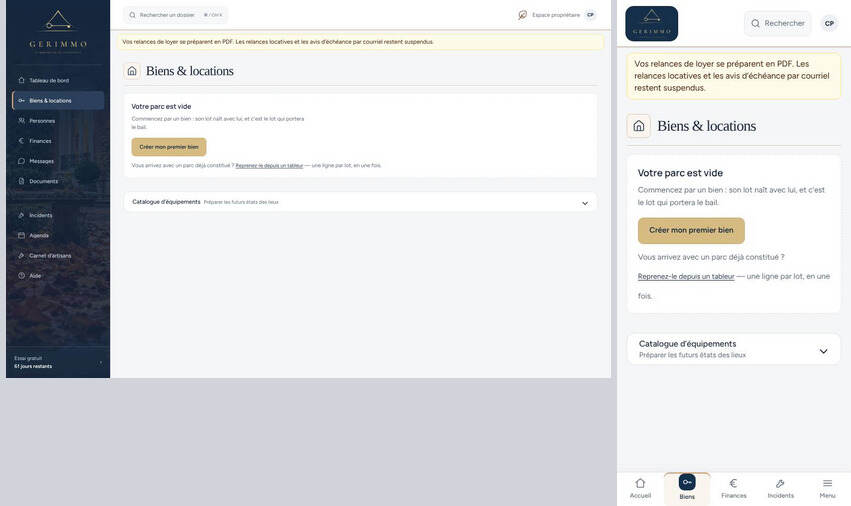 GERIMMO
Tableau de bord
Biens & locations
Personnes
Finances
Messages
Documents
Incidents
Agenda
Carnet d'artisans
Aide
Essai gratuit
61 jours restants
Rechercher un dossier
⌘ / Ctrl K
Espace propriétaire
CP
Vos relances de loyer se préparent en PDF. Les relances locatives et les avis d'échéance par courriel restent suspendus.
Biens & locations
Votre parc est vide
Commencez par un bien : son lot naît avec lui, et c'est le lot qui portera
le bail.
Créer mon premier bien
Vous arrivez avec un parc déjà constitué ? Reprenez-le depuis un tableur — une ligne par lot, en une fois.
Catalogue d'équipements Préparer les futurs états des lieux
GERIMMO
Rechercher
CP
Vos relances de loyer se préparent en PDF. Les
relances locatives et les avis d'échéance par courriel
restent suspendus.
Biens & locations
Votre parc est vide
Commencez par un bien : son lot naît avec lui, et c'est
le lot qui portera le bail.
Créer mon premier bien
Vous arrivez avec un parc déjà constitué ?
Reprenez-le depuis un tableur — une ligne par lot, en une
fois.
Catalogue d'équipements
Préparer les futurs états des lieux
Accueil
Biens
Finances
Incidents
Menu